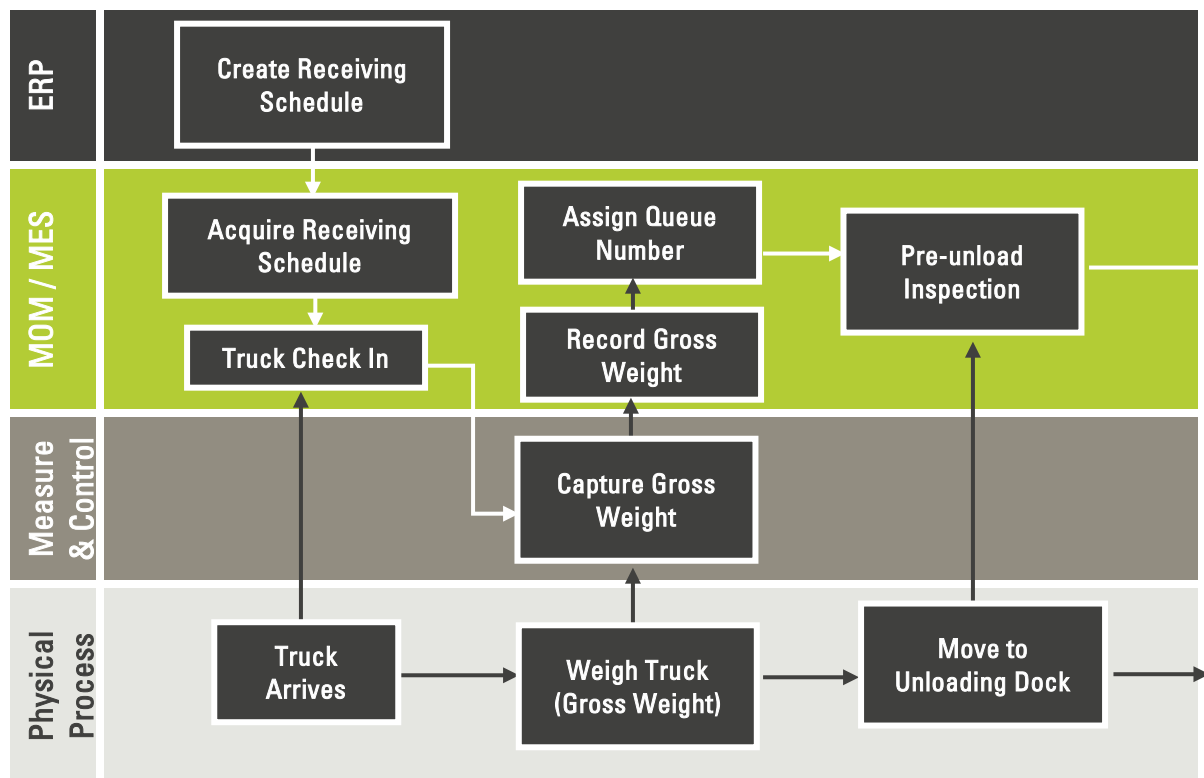 ERP
Create Receiving
Schedule
MOM / MES
Acquire Receiving
Schedule
Truck Check In
Assign Queue
Number
Record Gross
Weight
Pre-unload
Inspection
Measure
& Control
Capture Gross
Weight
Physical
Process
Truck
Arrives
Weigh Truck
(Gross Weight)
Move to
Unloading Dock